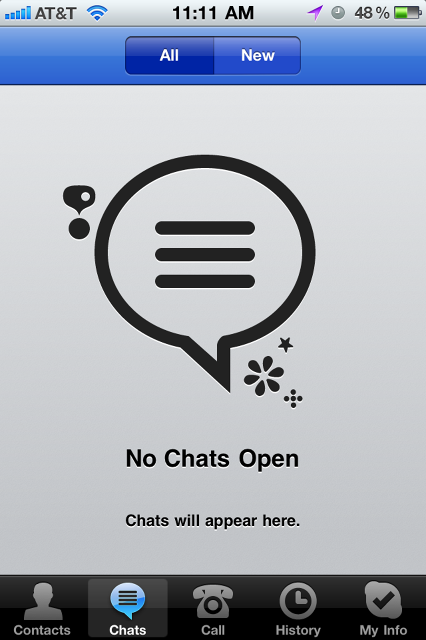 AT&T 11:11 AM 48%
All New
No Chats Open
Chats will appear here.
Contacts Chats Call History My Info